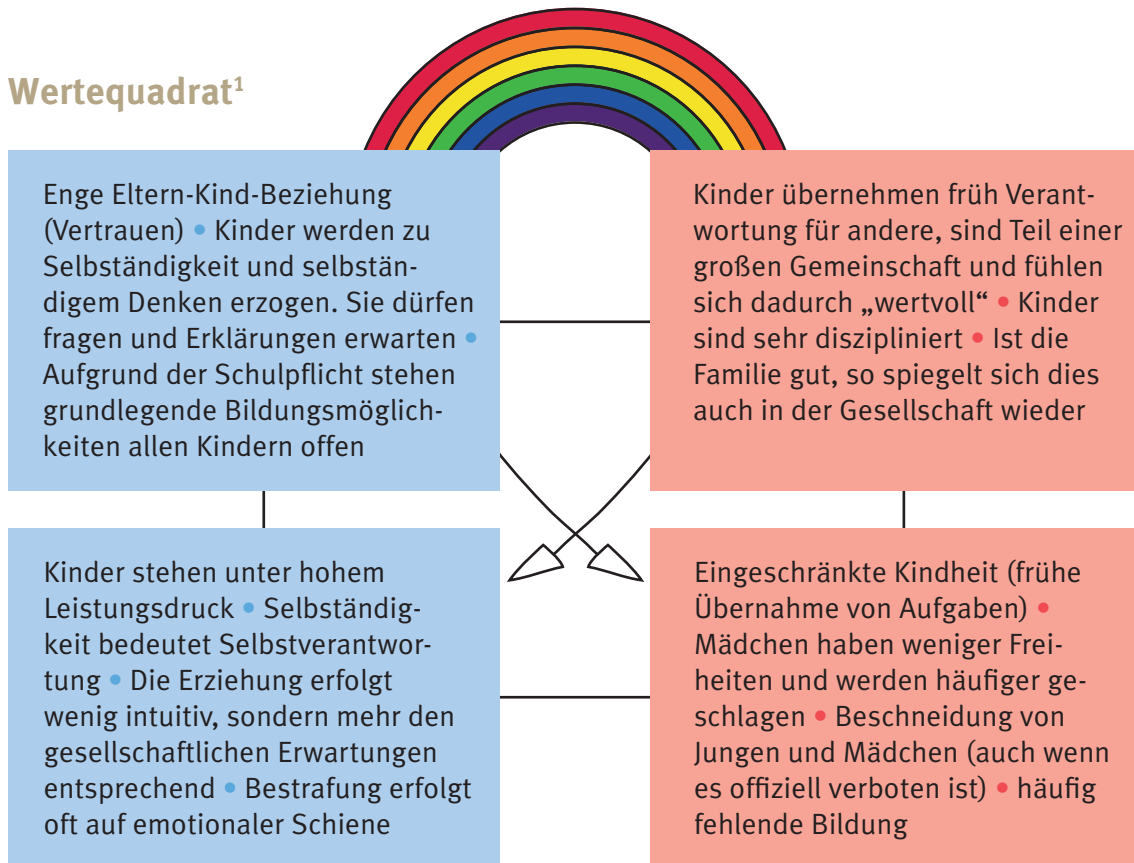 Wertequadrat¹
Enge Eltern-Kind-Beziehung
(Vertrauen) • Kinder werden zu
Selbständigkeit und selbstän-
digem Denken erzogen. Sie dürfen
fragen und Erklärungen erwarten •
Aufgrund der Schulpflicht stehen
grundlegende Bildungsmöglich-
keiten allen Kindern offen
Kinder übernehmen früh Verant-
wortung für andere, sind Teil einer
großen Gemeinschaft und fühlen
sich dadurch „wertvoll“ • Kinder
sind sehr diszipliniert • Ist die
Familie gut, so spiegelt sich dies
auch in der Gesellschaft wieder
Kinder stehen unter hohem
Leistungsdruck • Selbständig-
keit bedeutet Selbstverantwor-
tung • Die Erziehung erfolgt
wenig intuitiv, sondern mehr den
gesellschaftlichen Erwartungen
entsprechend • Bestrafung erfolgt
oft auf emotionaler Schiene
Eingeschränkte Kindheit (frühe
Übernahme von Aufgaben) •
Mädchen haben weniger Frei-
heiten und werden häufiger ge-
schlagen • Beschneidung von
Jungen und Mädchen (auch wenn
es offiziell verboten ist) • häufig
fehlende Bildung